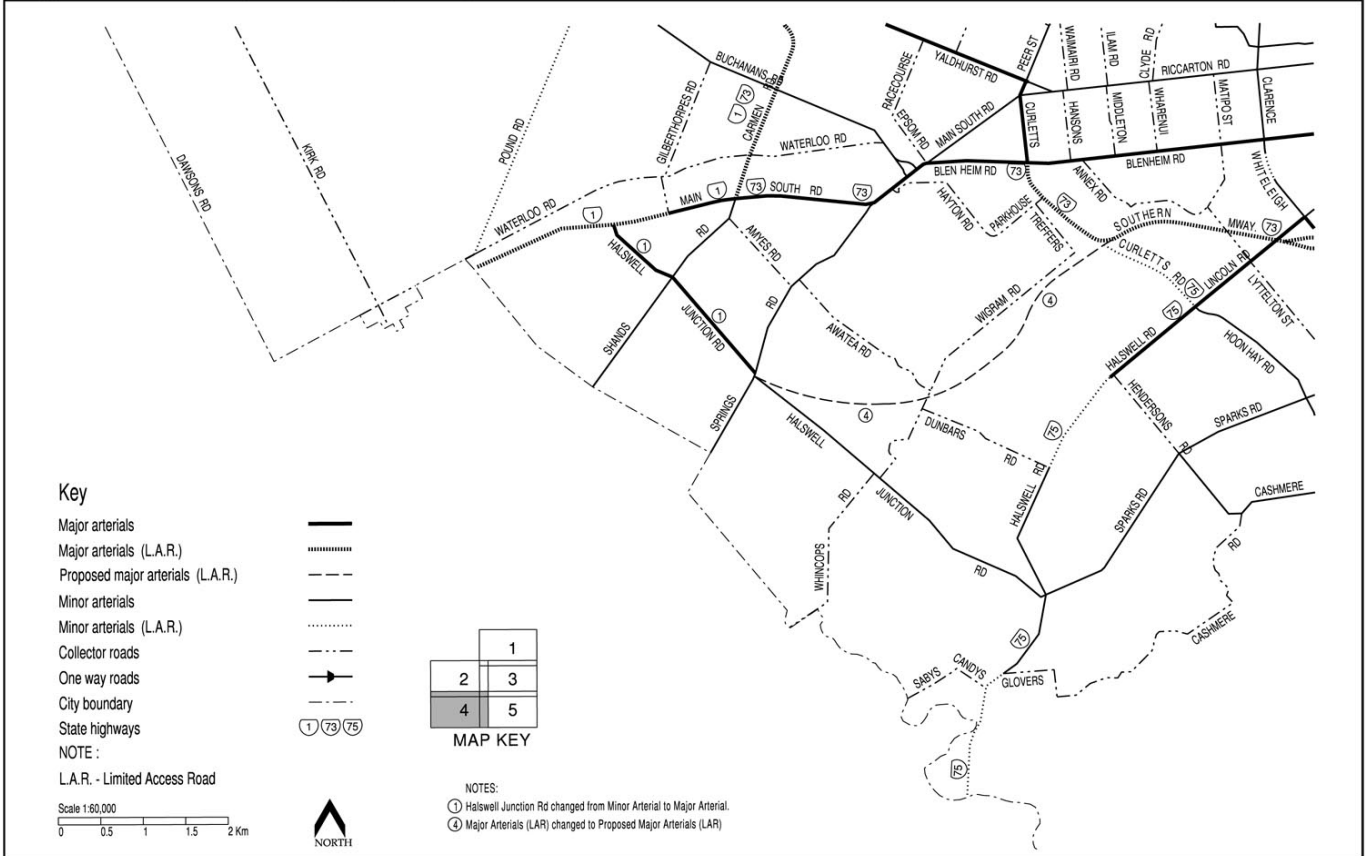 BUCHANANS RD
GILBERTHORPES RD
1 73
CARMEN RD
WATERLOO RD
RACECOURSE
EPSOM RD
YALDHURST RD
PEER ST
MAIN SOUTH RD
WAIMAIRI RD
ILAM RD
CLYDE RD
RICCARTON RD
CURLETTS
HANSONS
MIDDLETON
WHARENUI
MATIPO ST
CLARENCE
BLEN HEIM RD
73
BLENHEIM RD
WHITELEIGH
DAWSONS RD
KIRK RD
POUND RD
WATERLOO RD
1
MAIN 1 73 SOUTH RD 73
HAYTON RD
PARKHOUSE
TREFFERS
ANNEX RD
73
SOUTHERN MWAY. 73
CURLETTS RD
75
LINCOLN RD
LYTTELTON ST
HALSWELL
1
JUNCTION RD
1
RD
AMYES RD
SHANDS
RD
SPRINGS
AWATEA RD
WIGRAM RD
4
4
75
HALSWELL RD
HOON HAY RD
HENDERSONS
RD
SPARKS RD
DUNBARS
RD
75
HALSWELL RD
HALSWELL
JUNCTION
RD
RD
WHINCOPS
SPARKS RD
CASHMERE
RD
CASHMERE
75
SABYS
CANDYS
GLOVERS
75
Key
Major arterials
Major arterials (L.A.R.)
Proposed major arterials (L.A.R.)
Minor arterials
Minor arterials (L.A.R.)
Collector roads
One way roads
City boundary
State highways 1 73 75
NOTE :
L.A.R. - Limited Access Road
Scale 1:60,000
0 0.5 1 1.5 2 Km
NORTH
1
2 3
4 5
MAP KEY
NOTES:
1 Halswell Junction Rd changed from Minor Arterial to Major Arterial.
4 Major Arterials (LAR) changed to Proposed Major Arterials (LAR)